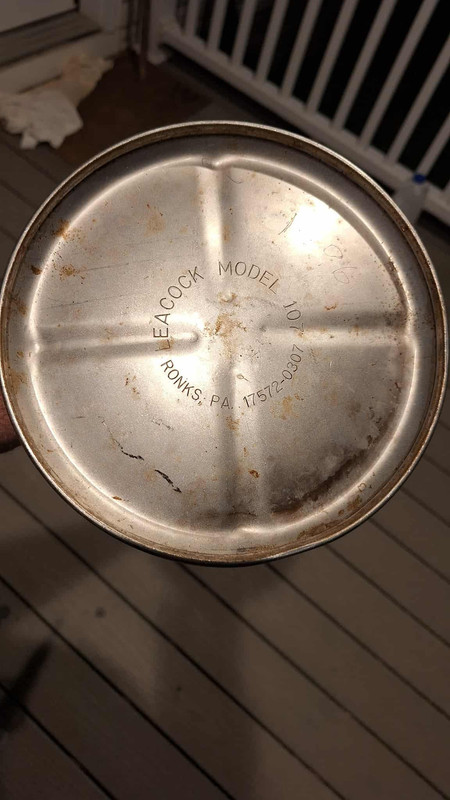 LEACOCK MODEL 107
RONKS, PA. 17572-0307